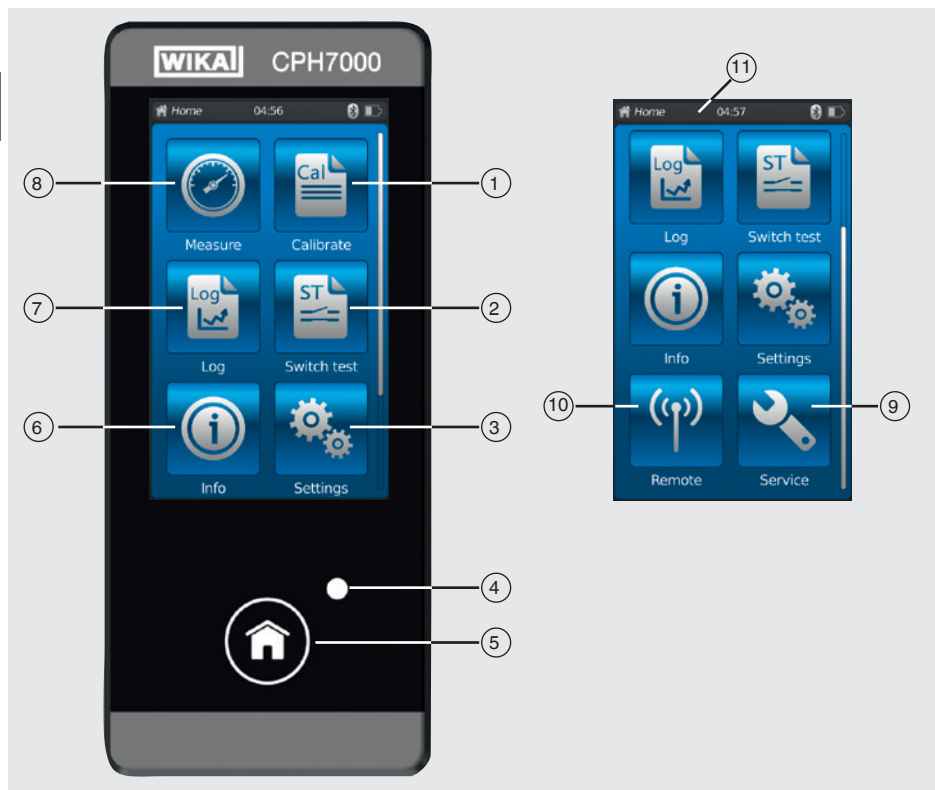 WIKA CPH7000
Home 04:56
Cal
Measure Calibrate
Log ST
Log Switch test
Info Settings
8
1
7
2
6
3
4
5
11
Home 04:57
Log ST
Log Switch test
Info Settings
Remote Service
10
9